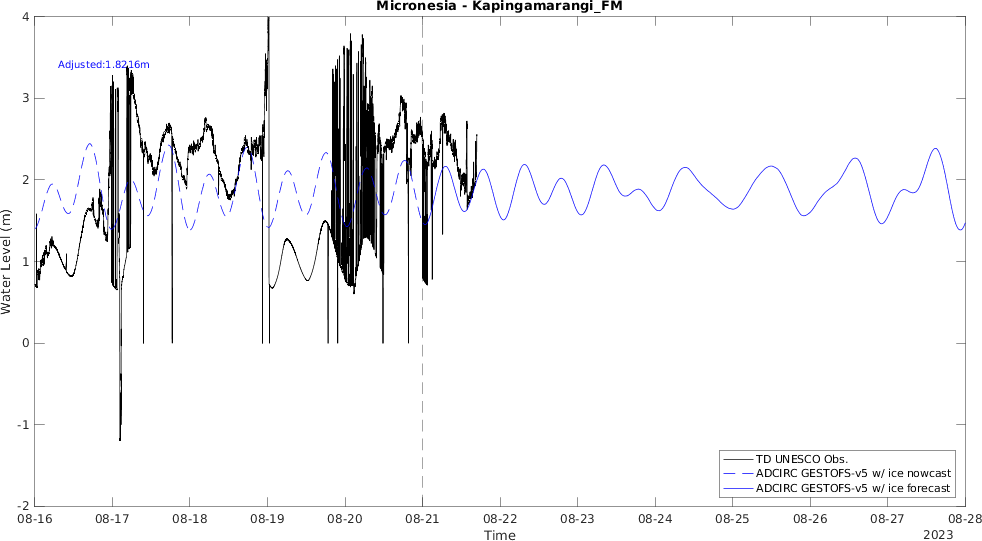 Micronesia - Kapingamarangi_FM
Adjusted:1.8216m
Water Level (m)
4
3
2
1
0
-1
-2
08-16 08-17 08-18 08-19 08-20 08-21 08-22 08-23 08-24 08-25 08-26 08-27 08-28
Time
2023
TD UNESCO Obs.
ADCIRC GESTOFS-v5 w/ ice nowcast
ADCIRC GESTOFS-v5 w/ ice forecast